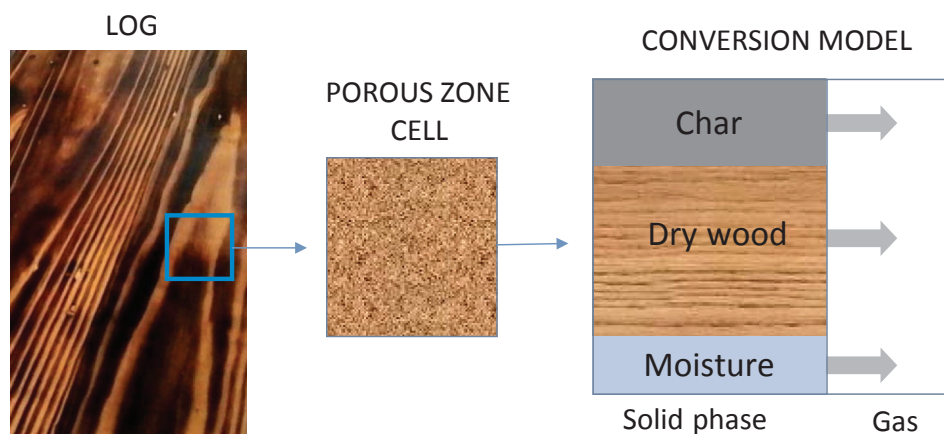 LOG
POROUS ZONE
CELL
CONVERSION MODEL
Char
Dry wood
Moisture
Solid phase
Gas